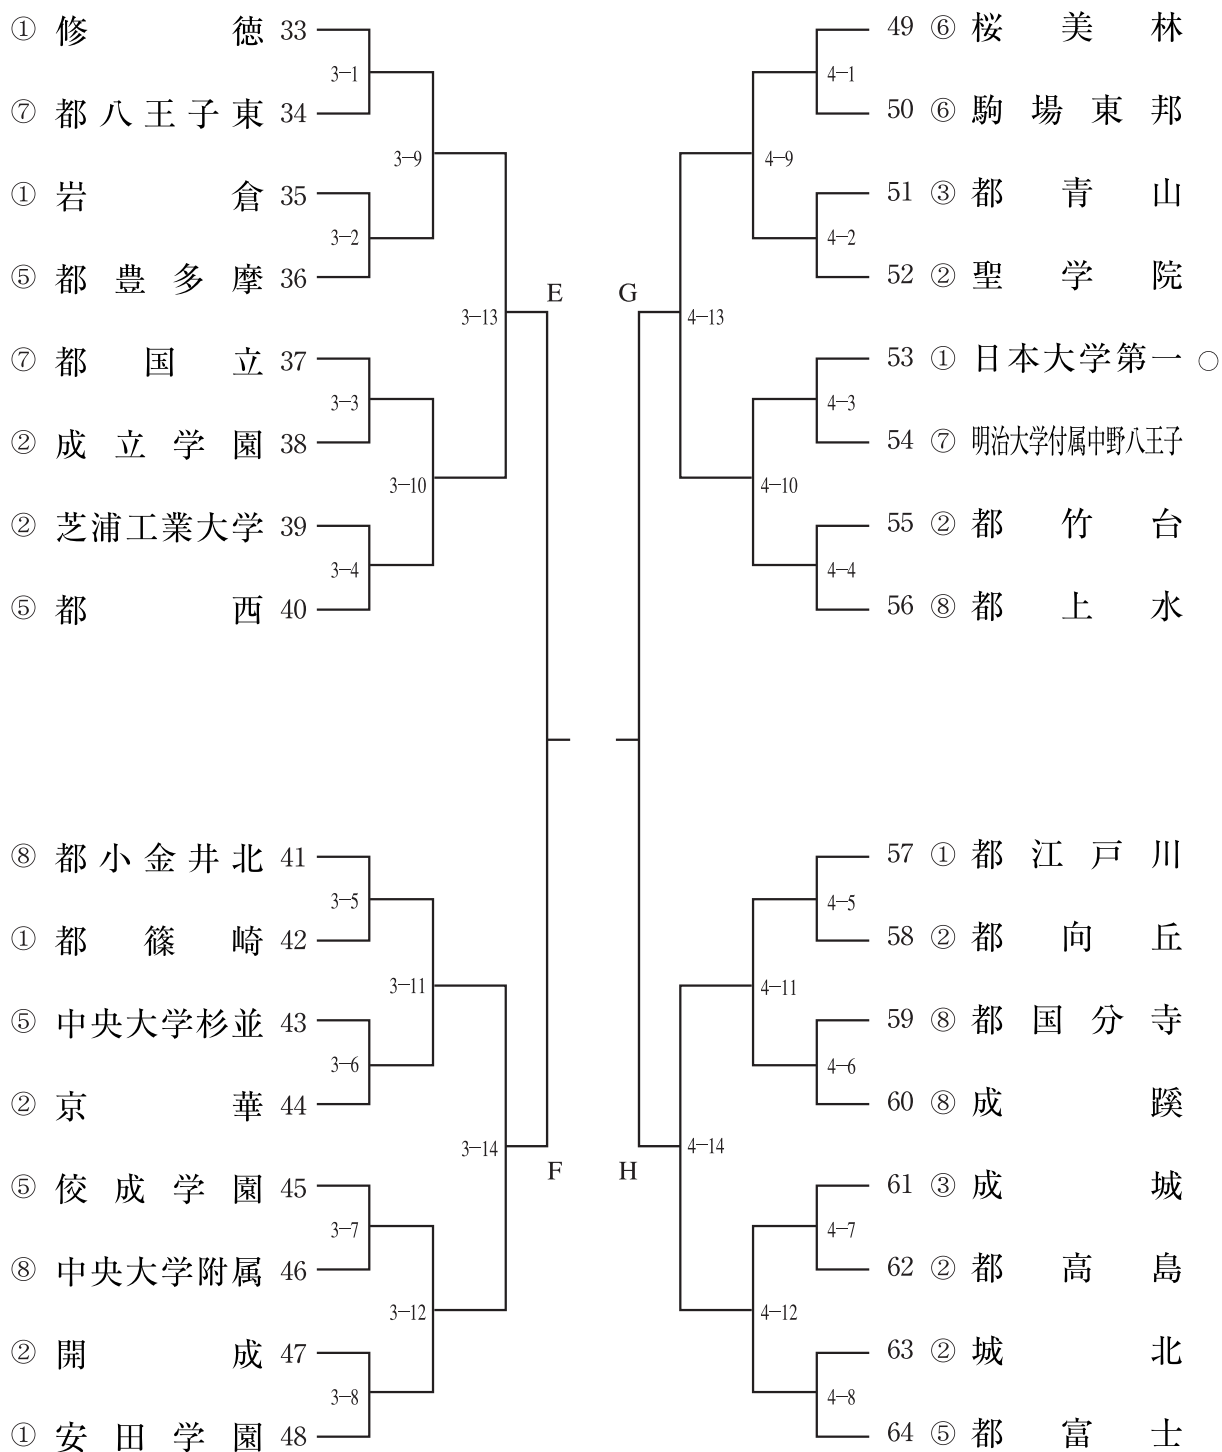 ① 修徳 33
3-1
⑦ 都八王子東 34
3-9
① 岩倉 35
3-2
⑤ 都豊多摩 36
E
3-13
⑦ 都国立 37
3-3
② 成立学園 38
3-10
② 芝浦工業大学 39
3-4
⑤ 都西 40
⑧ 都小金井北 41
3-5
① 都篠崎 42
3-11
⑤ 中央大学杉並 43
3-6
② 京華 44
3-14
F
⑤ 佼成学園 45
3-7
⑧ 中央大学附属 46
3-12
② 開成 47
3-8
① 安田学園 48
49 ⑥ 桜美林
4-1
50 ⑥ 駒場東邦
4-9
51 ③ 都青山
4-2
52 ② 聖学院
G
4-13
53 ① 日本大学第一 ○
4-3
54 ⑦ 明治大学付属中野八王子
4-10
55 ② 都竹台
4-4
56 ⑧ 都上水
57 ① 都江戸川
4-5
58 ② 都向丘
4-11
59 ⑧ 都国分寺
4-6
60 ⑧ 成蹊
4-14
H
61 ③ 成城
4-7
62 ② 都高島
4-12
63 ② 城北
4-8
64 ⑤ 都富士